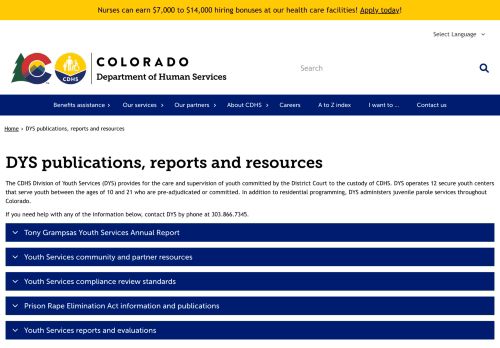 Nurses can earn $7,000 to $14,000 hiring bonuses at our health care facilities! Apply today!
Select Language
CDHS
COLORADO
Department of Human Services
Search
Benefits assistance
Our services
Our partners
About CDHS
Careers
A to Z index
I want to ...
Contact us
Home › DYS publications, reports and resources
DYS publications, reports and resources
The CDHS Division of Youth Services (DYS) provides for the care and supervision of youth committed by the District Court to the custody of CDHS. DYS operates 12 secure youth centers
that serve youth between the ages of 10 and 21 who are pre-adjudicated or committed. In addition to residential programming, DYS administers juvenile parole services throughout
Colorado.
If you need help with any of the information below, contact DYS by phone at 303.866.7345.
Tony Grampsas Youth Services Annual Report
Youth Services community and partner resources
Youth Services compliance review standards
Prison Rape Elimination Act information and publications
Youth Services reports and evaluations